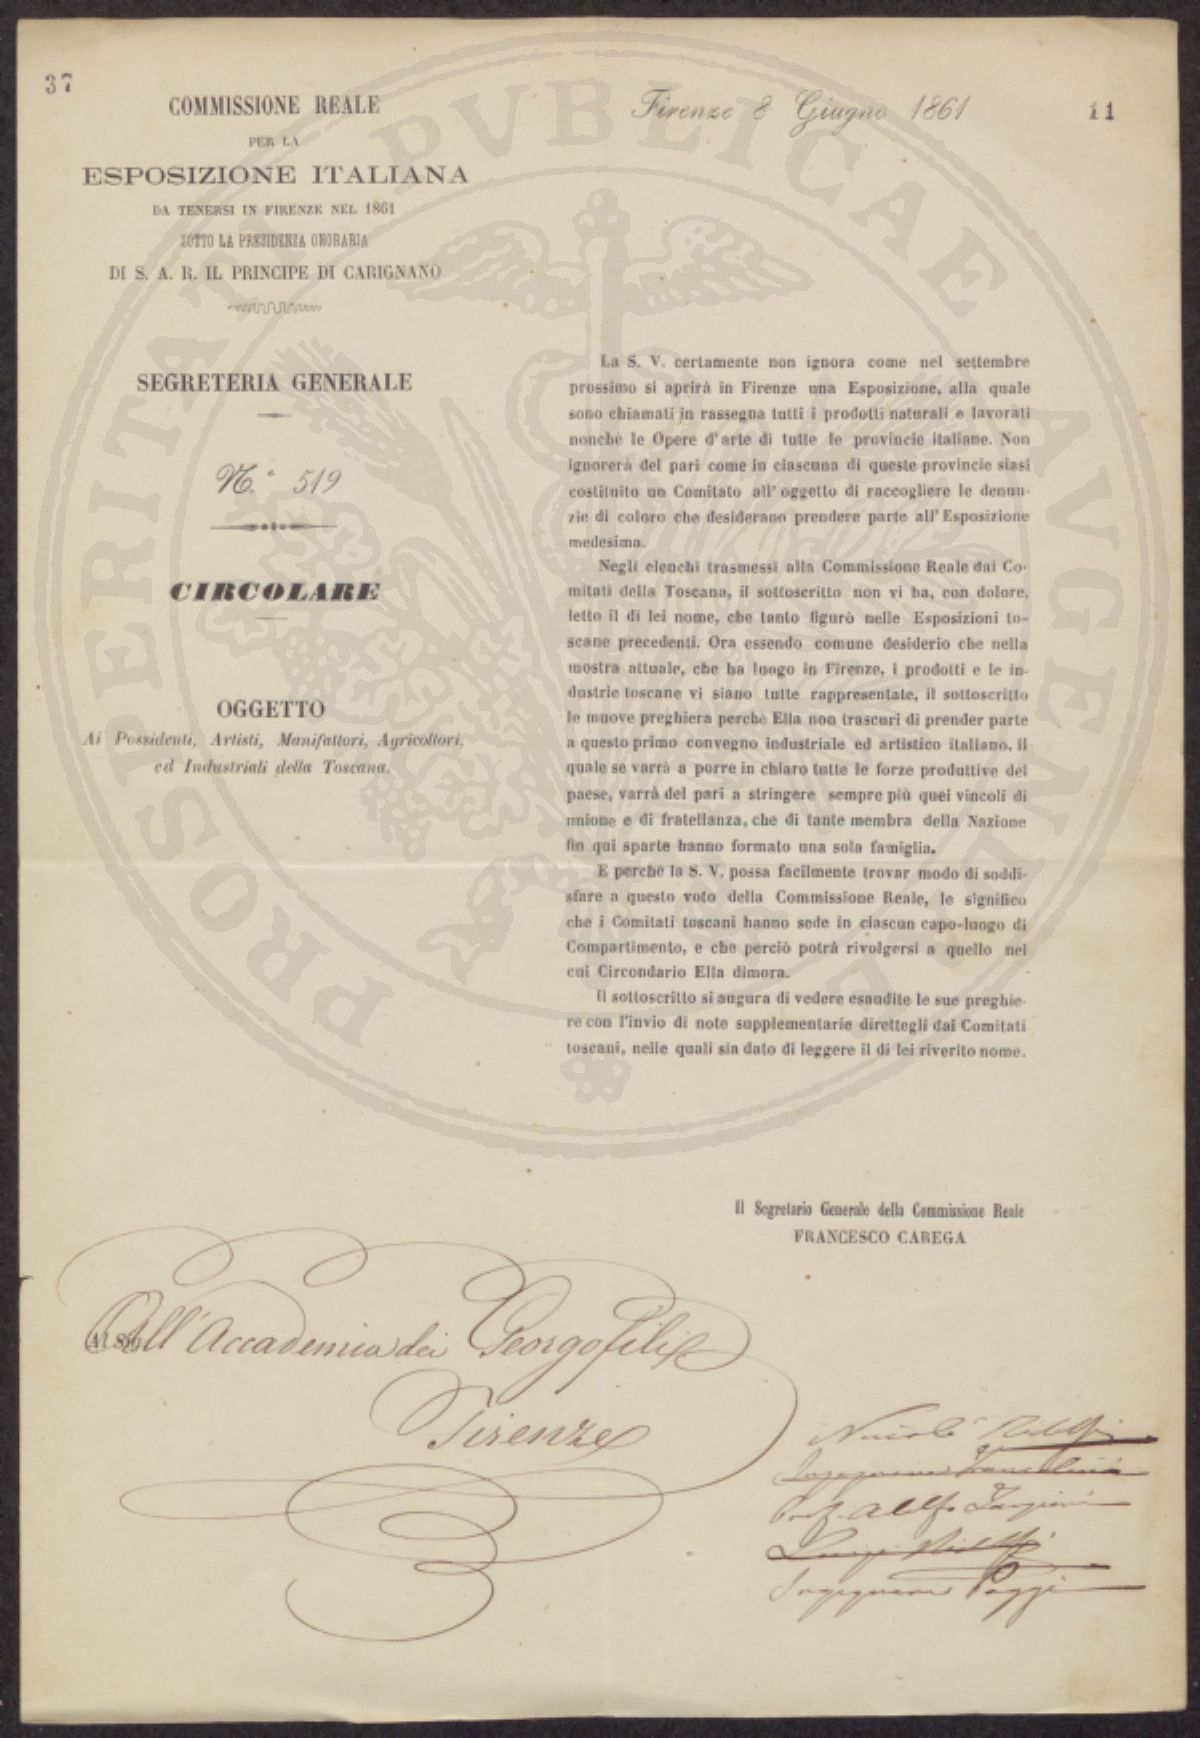 37
COMMISSIONE REALE
PER LA
ESPOSIZIONE ITALIANA
DA TENERSI IN FIRENZE NEL 1861
SOTTO LA PRESIDENZA ONORARIA
DI S. A. R. IL PRINCIPE DI CARIGNANO
SEGRETERIA GENERALE
N.° 519
CIRCOLARE
OGGETTO
Ai Possidenti, Artisti, Manifattori, Agricoltori,
ed Industriali della Toscana.
Firenze 8 Giugno 1861
11
La S. V. certamente non ignora come nel settembre
prossimo si aprirà in Firenze una Esposizione, alla quale
sono chiamati in rassegna tutti i prodotti naturali e lavorati
nonchè le Opere d'arte di tutte le provincie italiane. Non
ignorerà del pari come in ciascuna di queste provincie siasi
costituito un Comitato all'oggetto di raccogliere le denun-
zie di coloro che desiderano prendere parte all'Esposizione
medesima.
Negli elenchi trasmessi alla Commissione Reale dai Co-
mitati della Toscana, il sottoscritto non vi ha, con dolore,
letto il di lei nome, che tanto figurò nelle Esposizioni to-
scane precedenti. Ora essendo comune desiderio che nella
mostra attuale, che ha luogo in Firenze, i prodotti e le in-
dustrie toscane vi siano tutte rappresentate, il sottoscritto
le muove preghiera perchè Ella non trascuri di prender parte
a questo primo convegno industriale ed artistico italiano, il
quale se varrà a porre in chiaro tutte le forze produttive del
paese, varrà del pari a stringere sempre più quei vincoli di
unione e di fratellanza, che di tante membra della Nazione
fin qui sparte hanno formato una sola famiglia.
E perchè la S. V. possa facilmente trovar modo di soddi-
sfare a questo voto della Commissione Reale, le significo
che i Comitati toscani hanno sede in ciascun capo-luogo di
Compartimento, e che perciò potrà rivolgersi a quello nel
cui Circondario Ella dimora.
Il sottoscritto si augura di vedere esaudite le sue preghie-
re con l'invio di note supplementarie direttegli dai Comitati
toscani, nelle quali sia dato di leggere il di lei riverito nome.
Il Segretario Generale della Commissione Reale
FRANCESCO CAREGA
All'Accademia dei Georgofili
Firenze
Ingegnere
Prof. Adolfo Targioni
Luigi Ridolfi
Ingegnere Poggi
PROSPERITATI PVBLICAE AVGENDAE